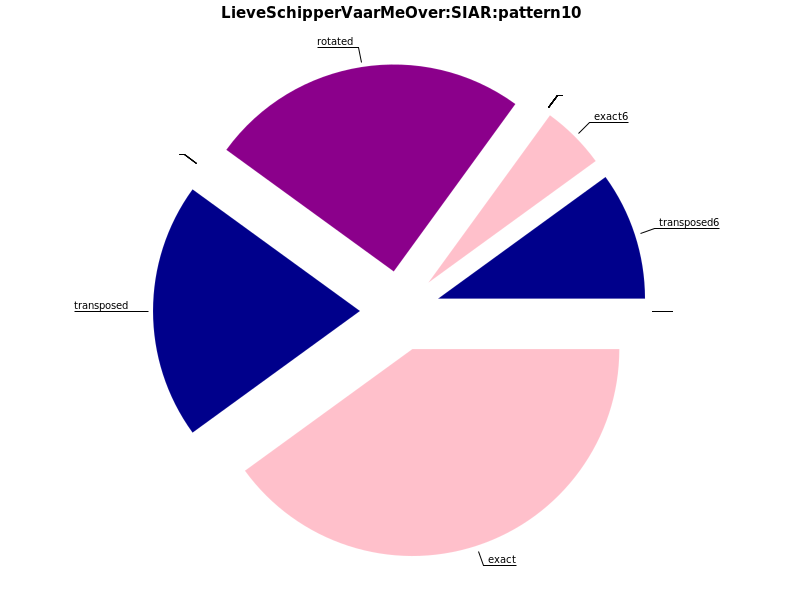 LieveSchipperVaarMeOver:SIAR:pattern10
rotated
exact6
transposed6
transposed
exact